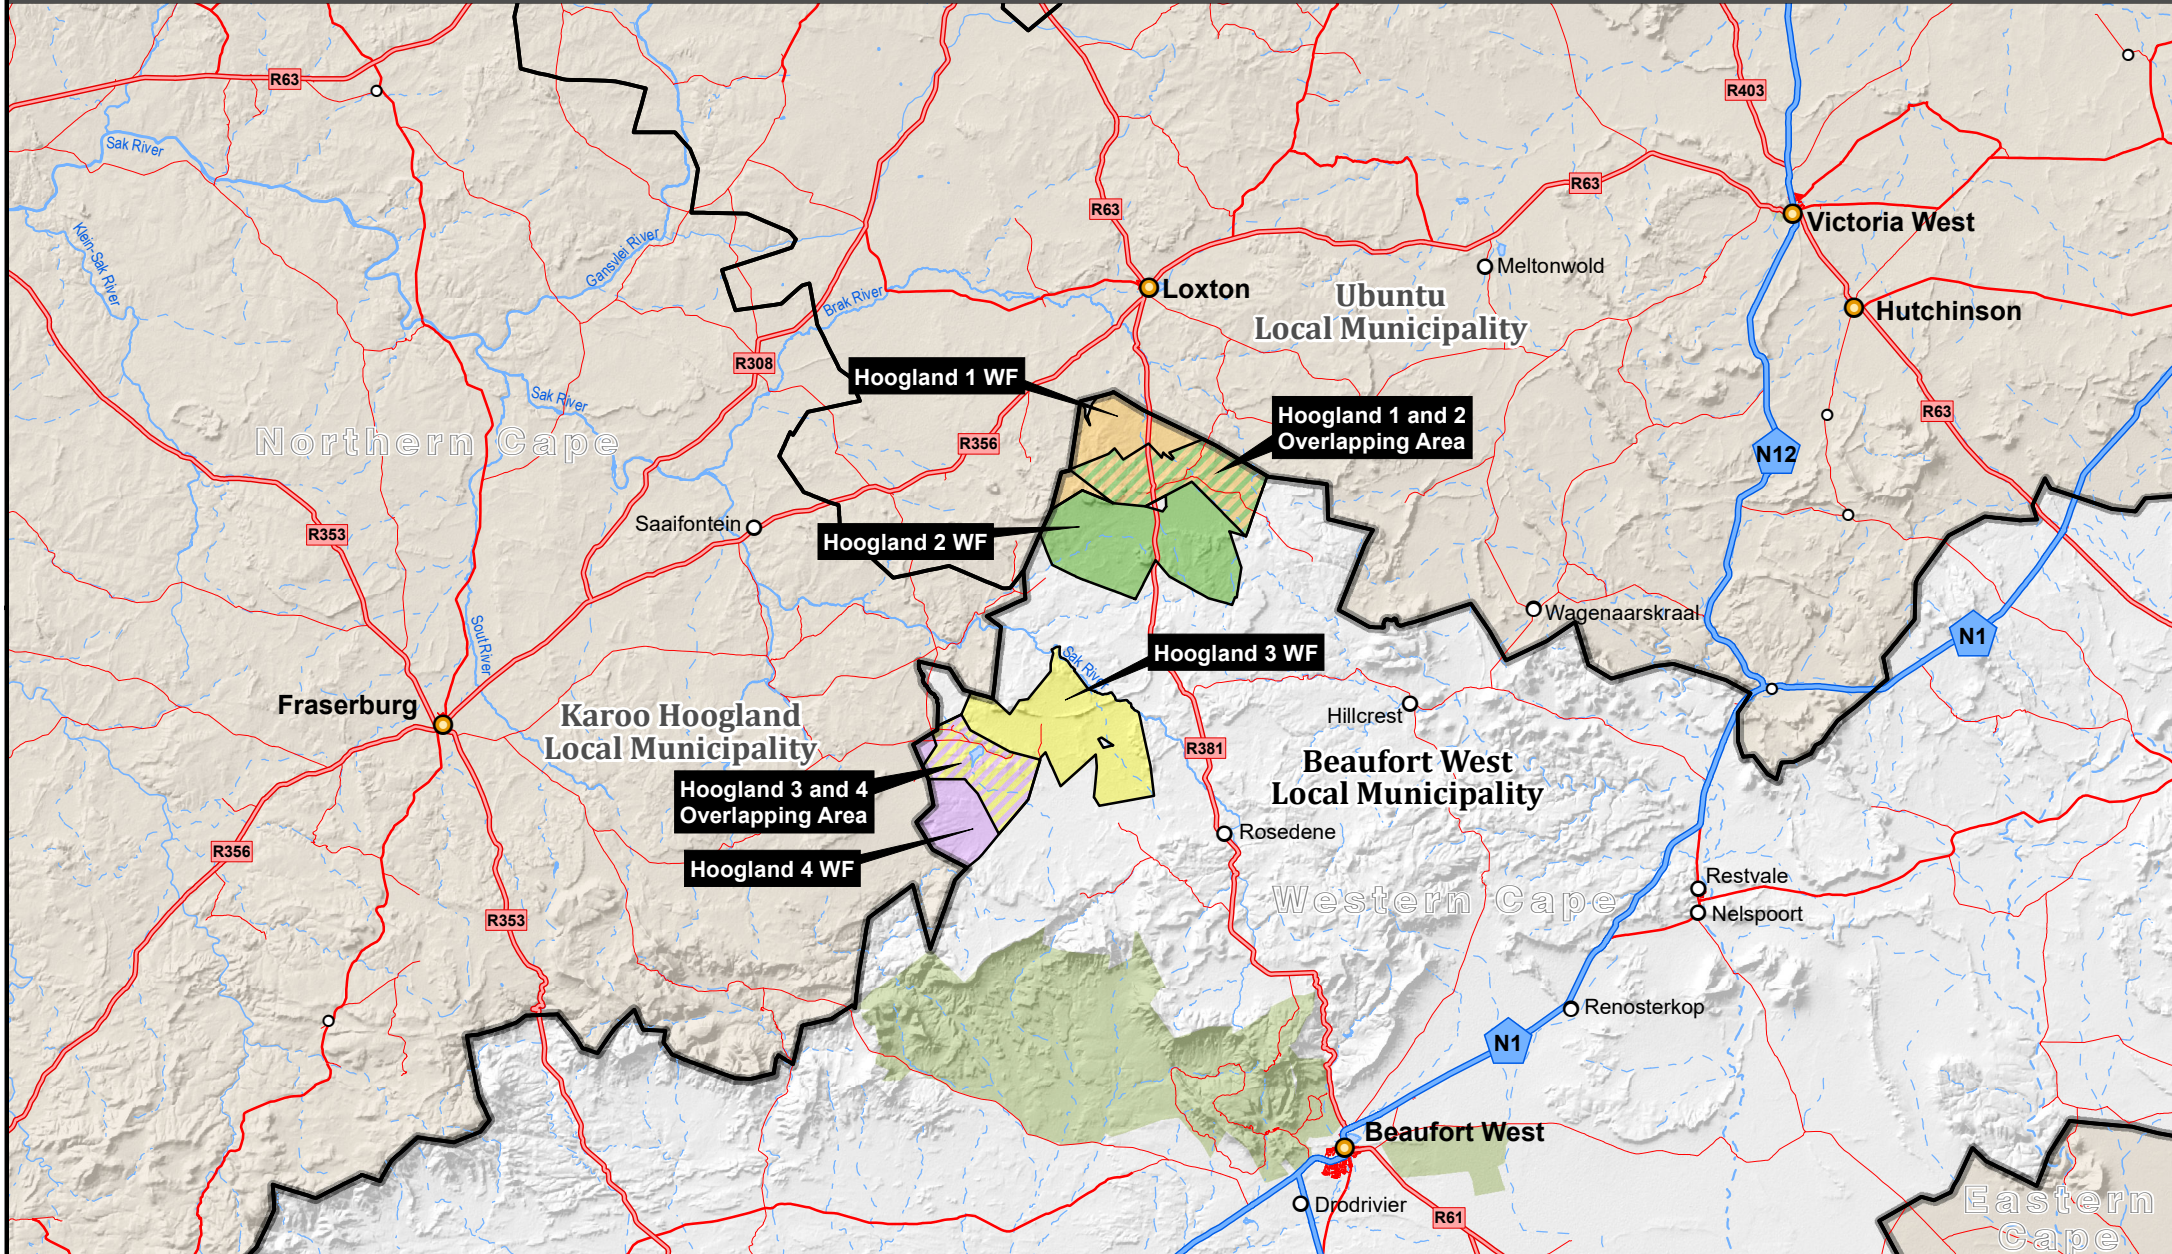 R63
R403
Sak River
R63
R63
Victoria West
Klein-Sak River
Gansvlei River
Meltonwold
Loxton
Brak River
Ubuntu
Local Municipality
Hutchinson
R308
Hoogland 1 WF
Sak River
Hoogland 1 and 2
Overlapping Area
R63
Northern Cape
R356
N12
Saaifontein
R353
Hoogland 2 WF
Wagenaarskraal
N1
Sout River
Hoogland 3 WF
Sak River
Fraserburg
Karoo Hoogland
Local Municipality
Hillcrest
R381
Beaufort West
Local Municipality
Hoogland 3 and 4
Overlapping Area
Rosedene
R356
Hoogland 4 WF
Restvale
Western Cape
Nelspoort
R353
Renosterkop
N1
Beaufort West
Drodrivier
R61
Eastern
Cape